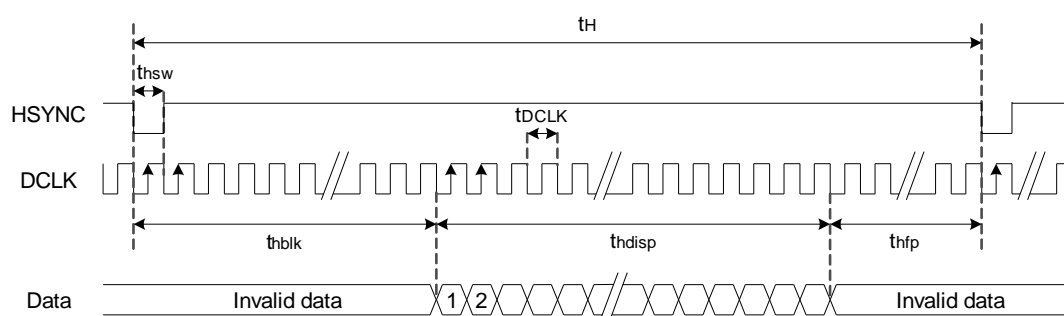 tH
thsw
HSYNC
tDCLK
DCLK
thblk
thdisp
thfp
Data
Invalid data
1 2
Invalid data